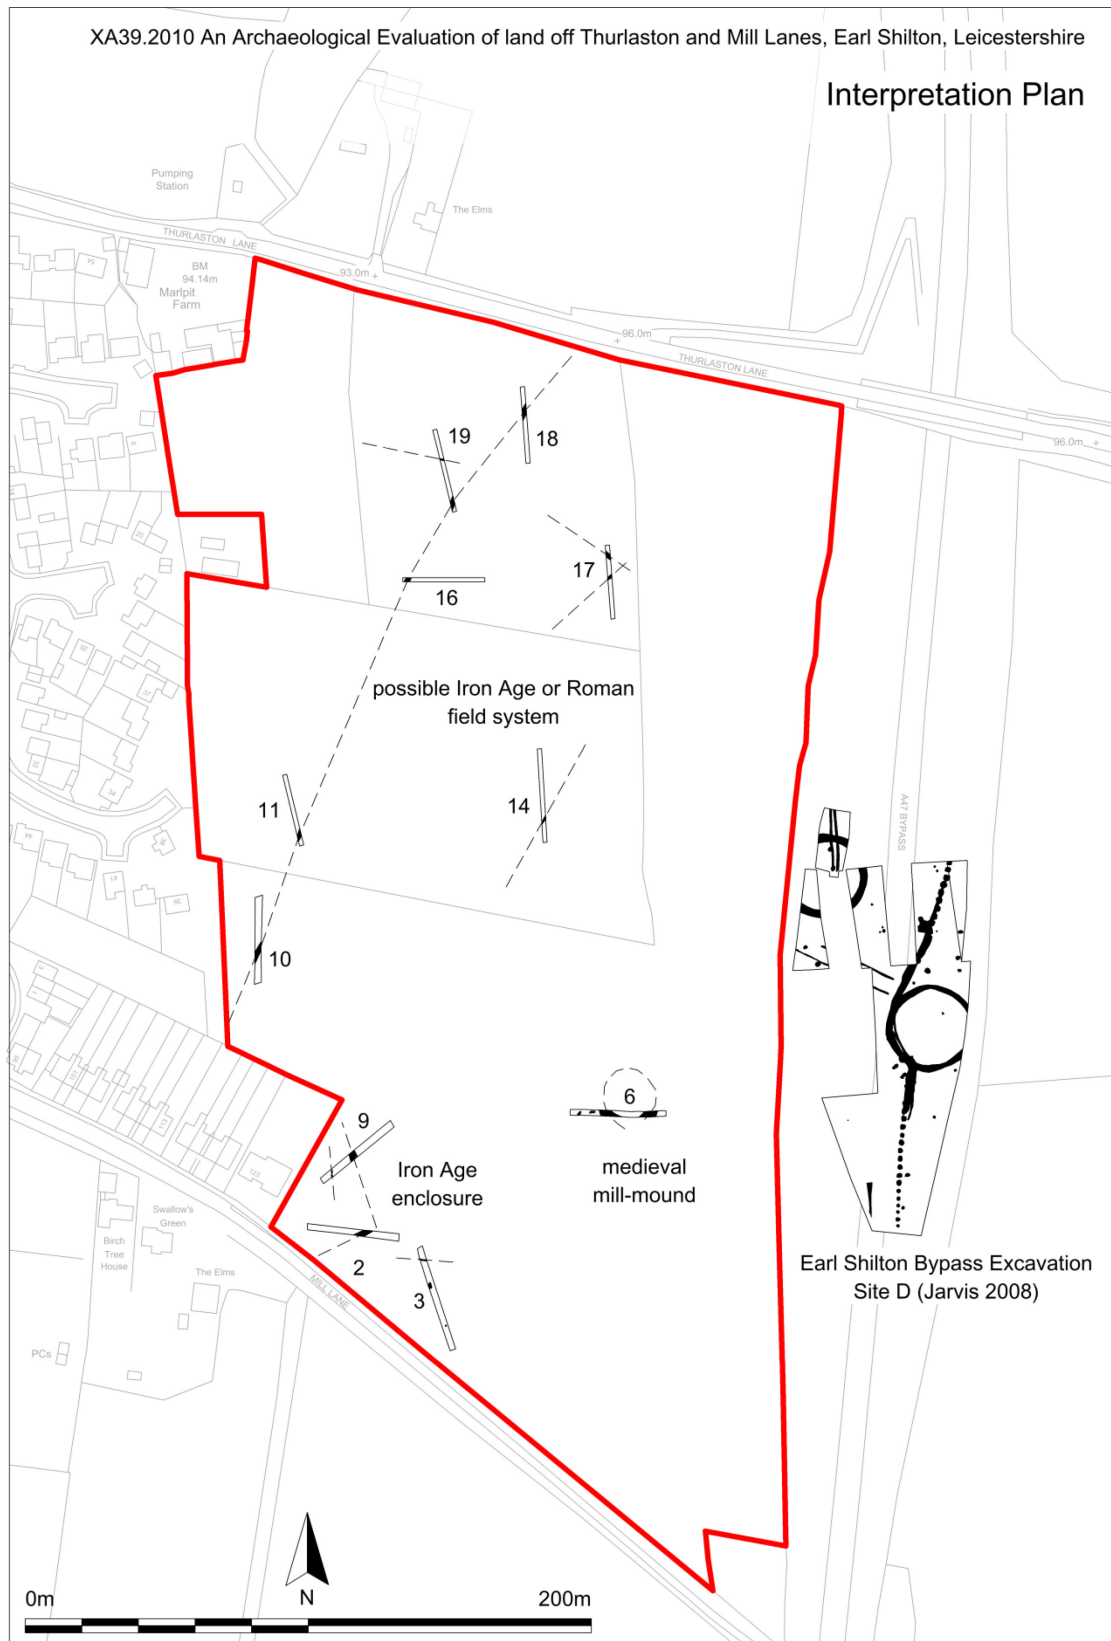 XA39.2010 An Archaeological Evaluation of land off Thurlaston and Mill Lanes, Earl Shilton, Leicestershire
Interpretation Plan
Pumping
Station
The Elms
THURLASTON LANE
BM
94.14m
Marlpit
Farm
93.0m
96.0m
THURLASTON LANE
96.0m
19
18
17
16
possible Iron Age or Roman
field system
11
14
A47 BYPASS
10
9
6
Iron Age
enclosure
medieval
mill-mound
123
Swallow's
Green
Birch
Tree
House
The Elms
2
3
MILL LANE
PCs
Earl Shilton Bypass Excavation
Site D (Jarvis 2008)
N
0m
200m